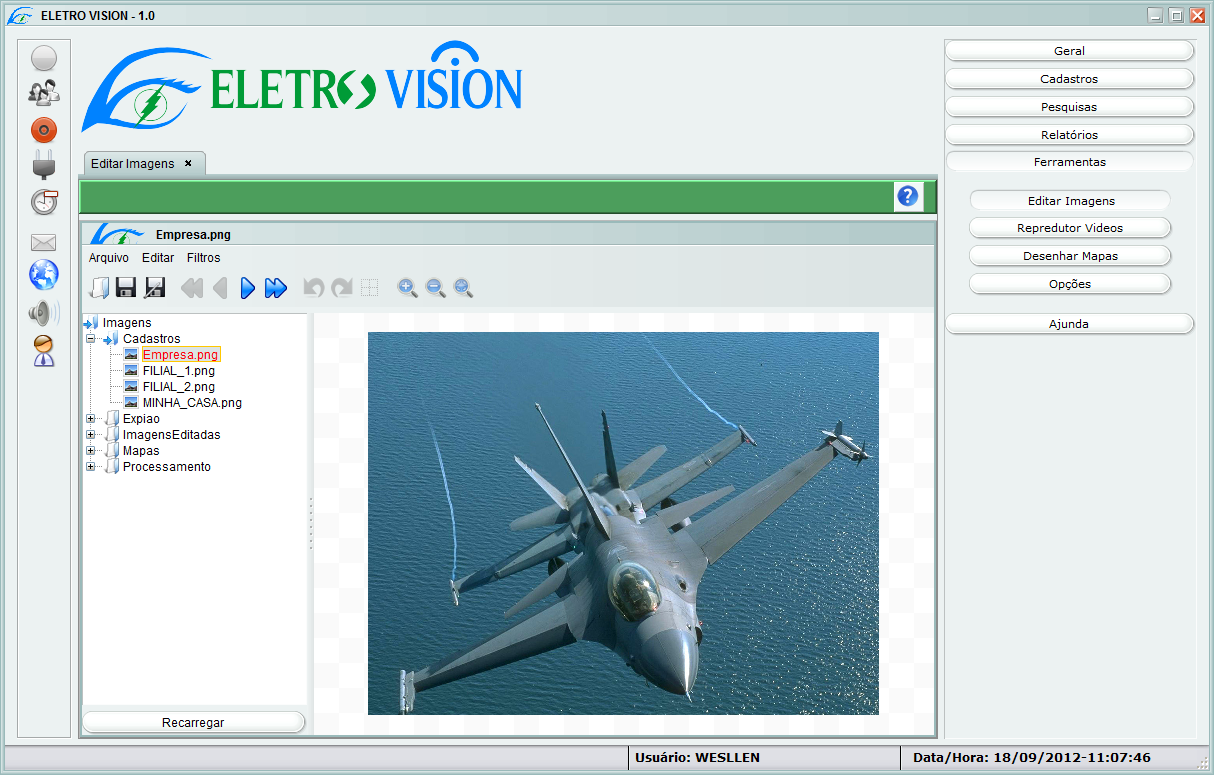 ELETRO VISION - 1.0
ELETRO VISION
Editar Imagens ×
?
Empresa.png
Arquivo Editar Filtros
Imagens
Cadastros
Empresa.png
FILIAL_1.png
FILIAL_2.png
MINHA_CASA.png
Expiao
ImagensEditadas
Mapas
Processamento
Recarregar
Geral
Cadastros
Pesquisas
Relatórios
Ferramentas
Editar Imagens
Repredutor Videos
Desenhar Mapas
Opções
Ajuda
Usuário: WESLLEN
Data/Hora: 18/09/2012-11:07:46